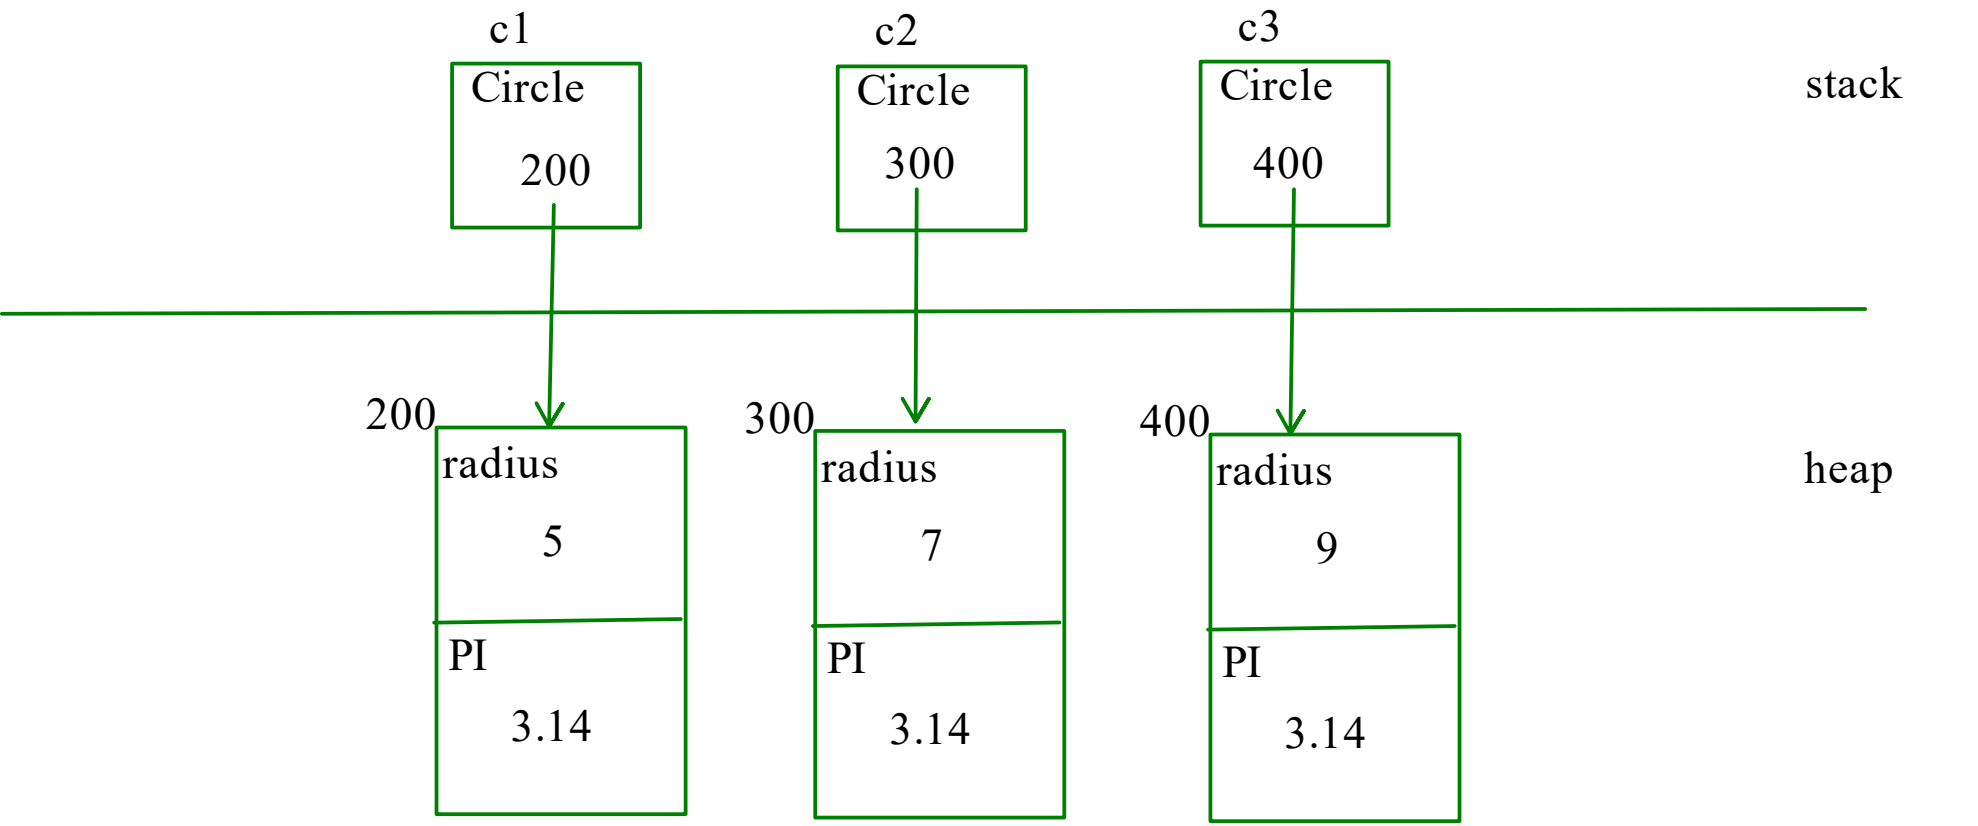 c1
c2
c3
Circle
Circle
Circle
stack
200
300
400
200
300
400
radius
radius
radius
heap
5
7
9
PI
PI
PI
3.14
3.14
3.14